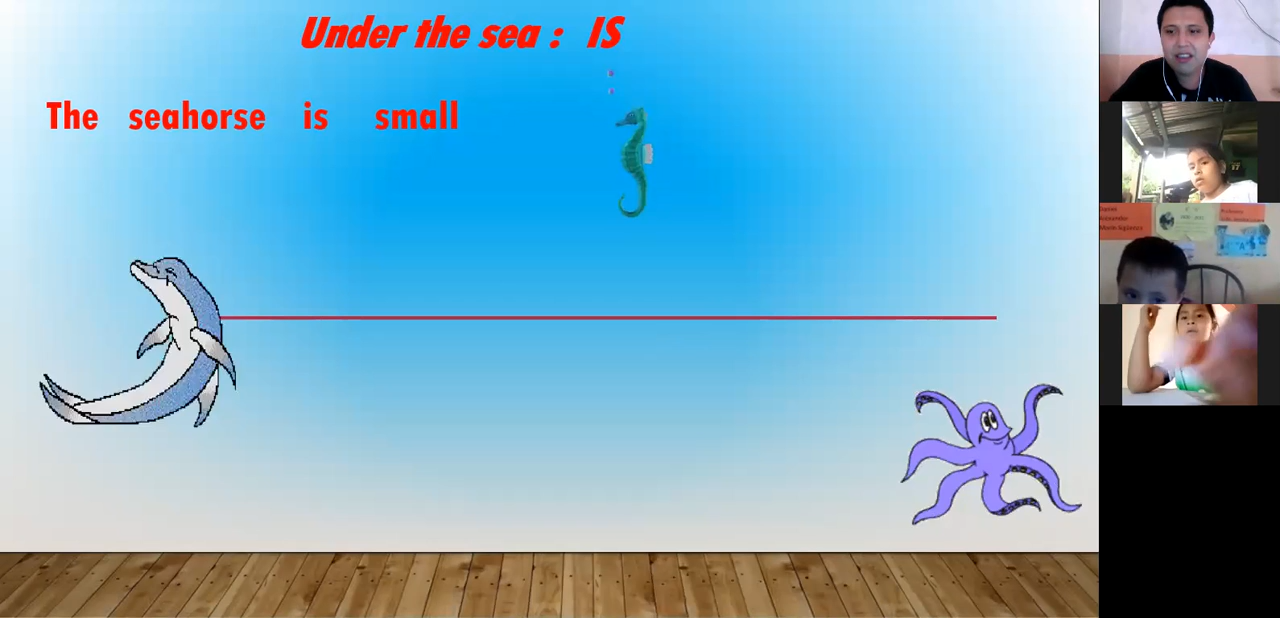 Under the sea : IS
The seahorse is small